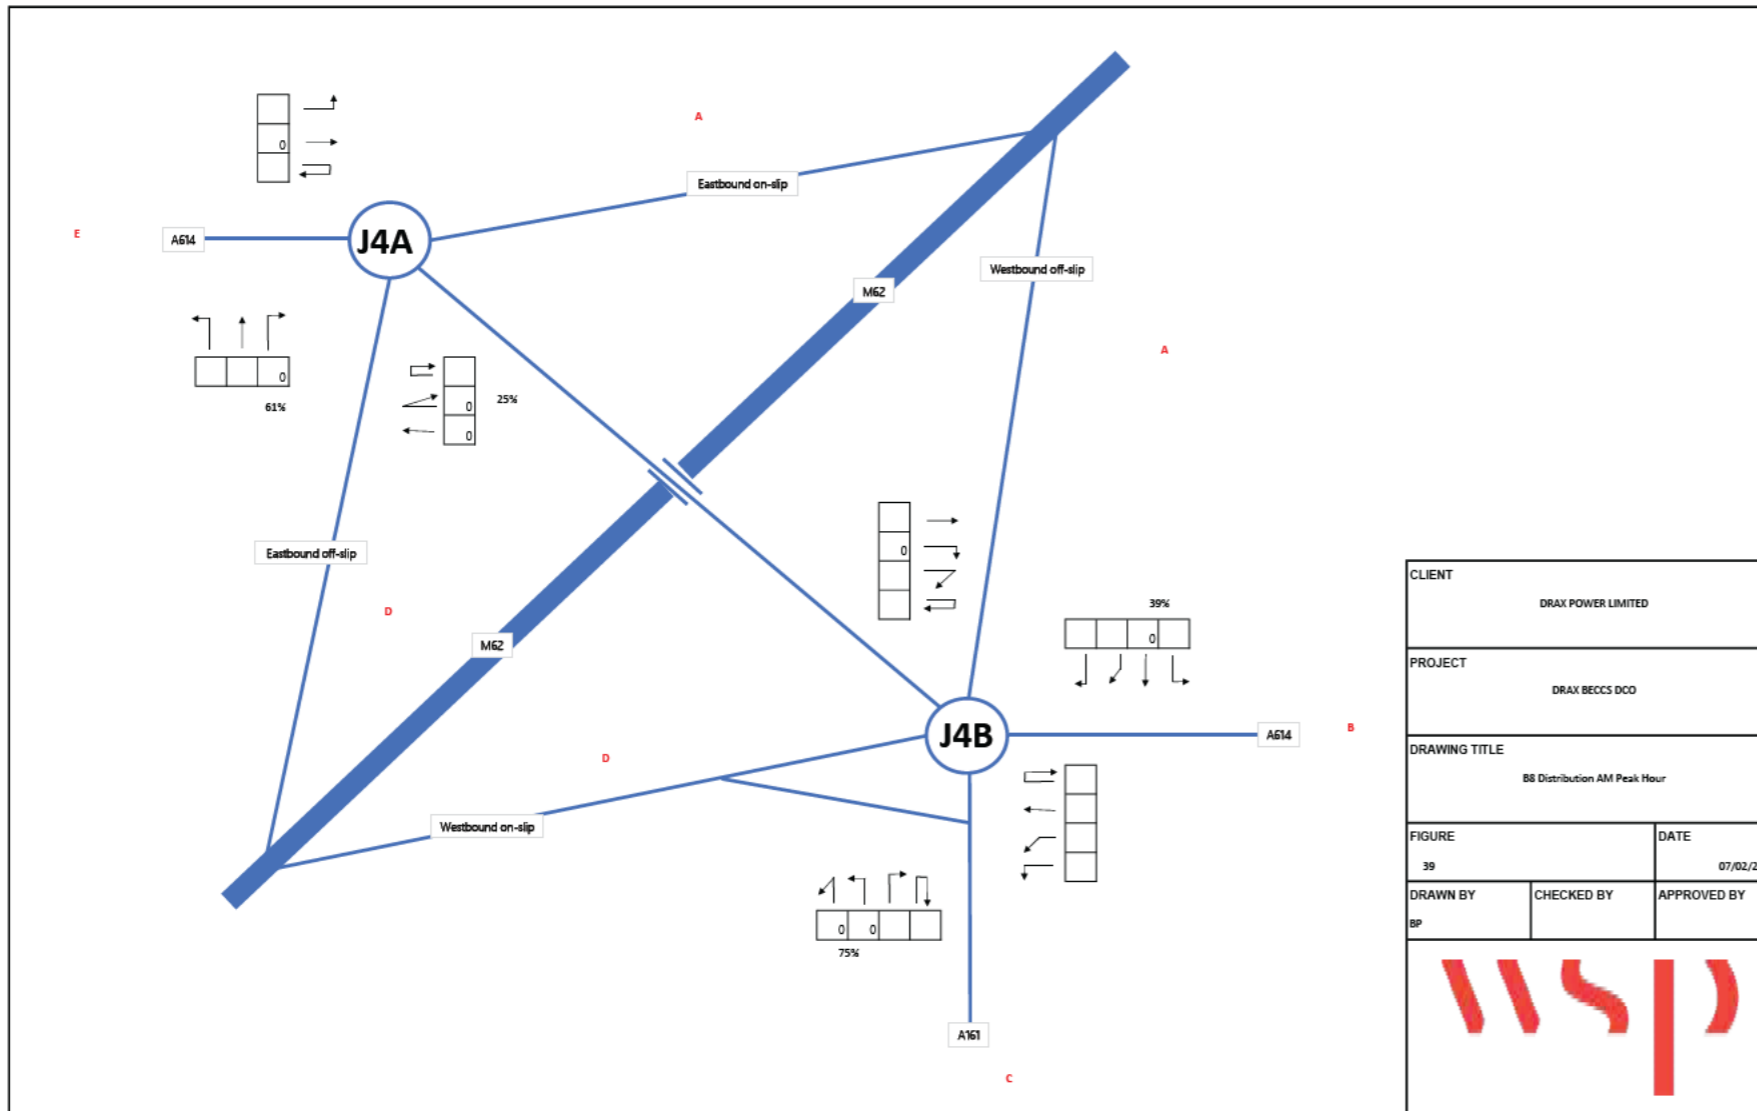 A
0
Eastbound on-slip
E
A614
J4A
Westbound off-slip
M62
A
0
61%
0
0
25%
0
Eastbound off-slip
D
M62
39%
0
J4B
A614
B
D
Westbound on-slip
0 0
75%
A161
C
CLIENT
DRAX POWER LIMITED
PROJECT
DRAX BECCS DCO
DRAWING TITLE
B8 Distribution AM Peak Hour
FIGURE
DATE
39
07/02/2
DRAWN BY
CHECKED BY
APPROVED BY
BP
wsp